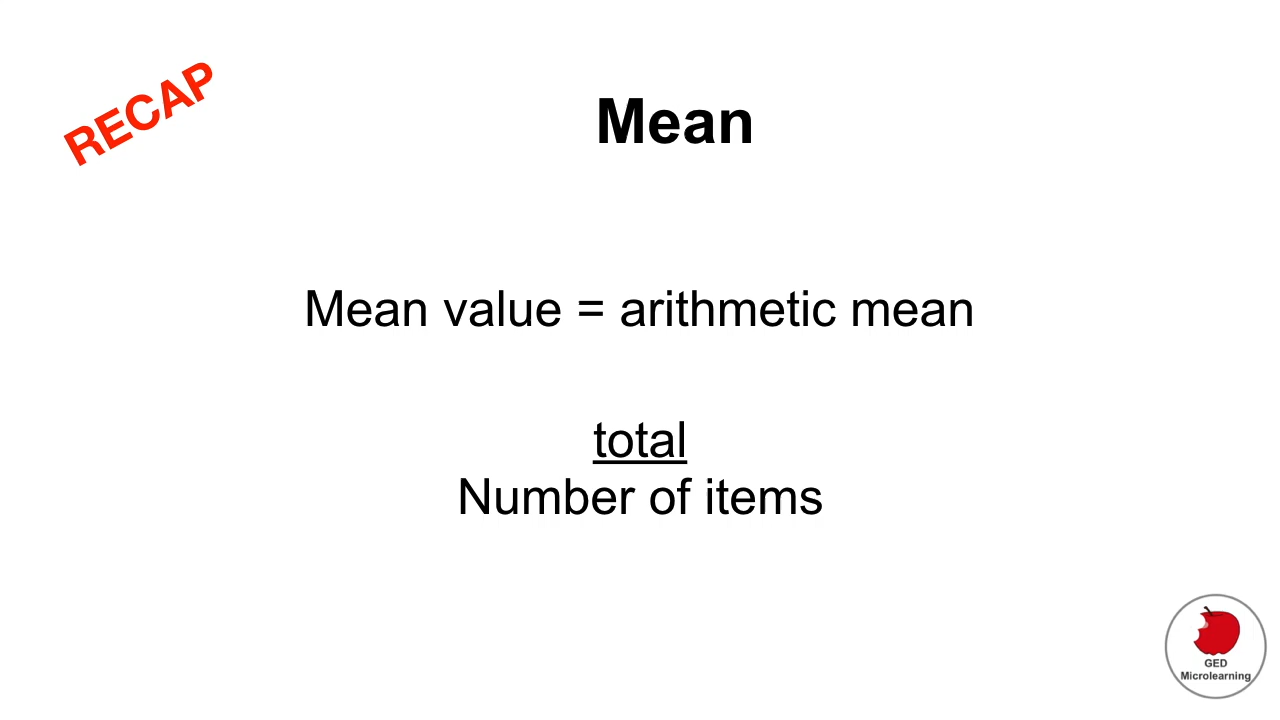 RECAP
Mean
Mean value = arithmetic mean
total
Number of items
GED
Microlearning